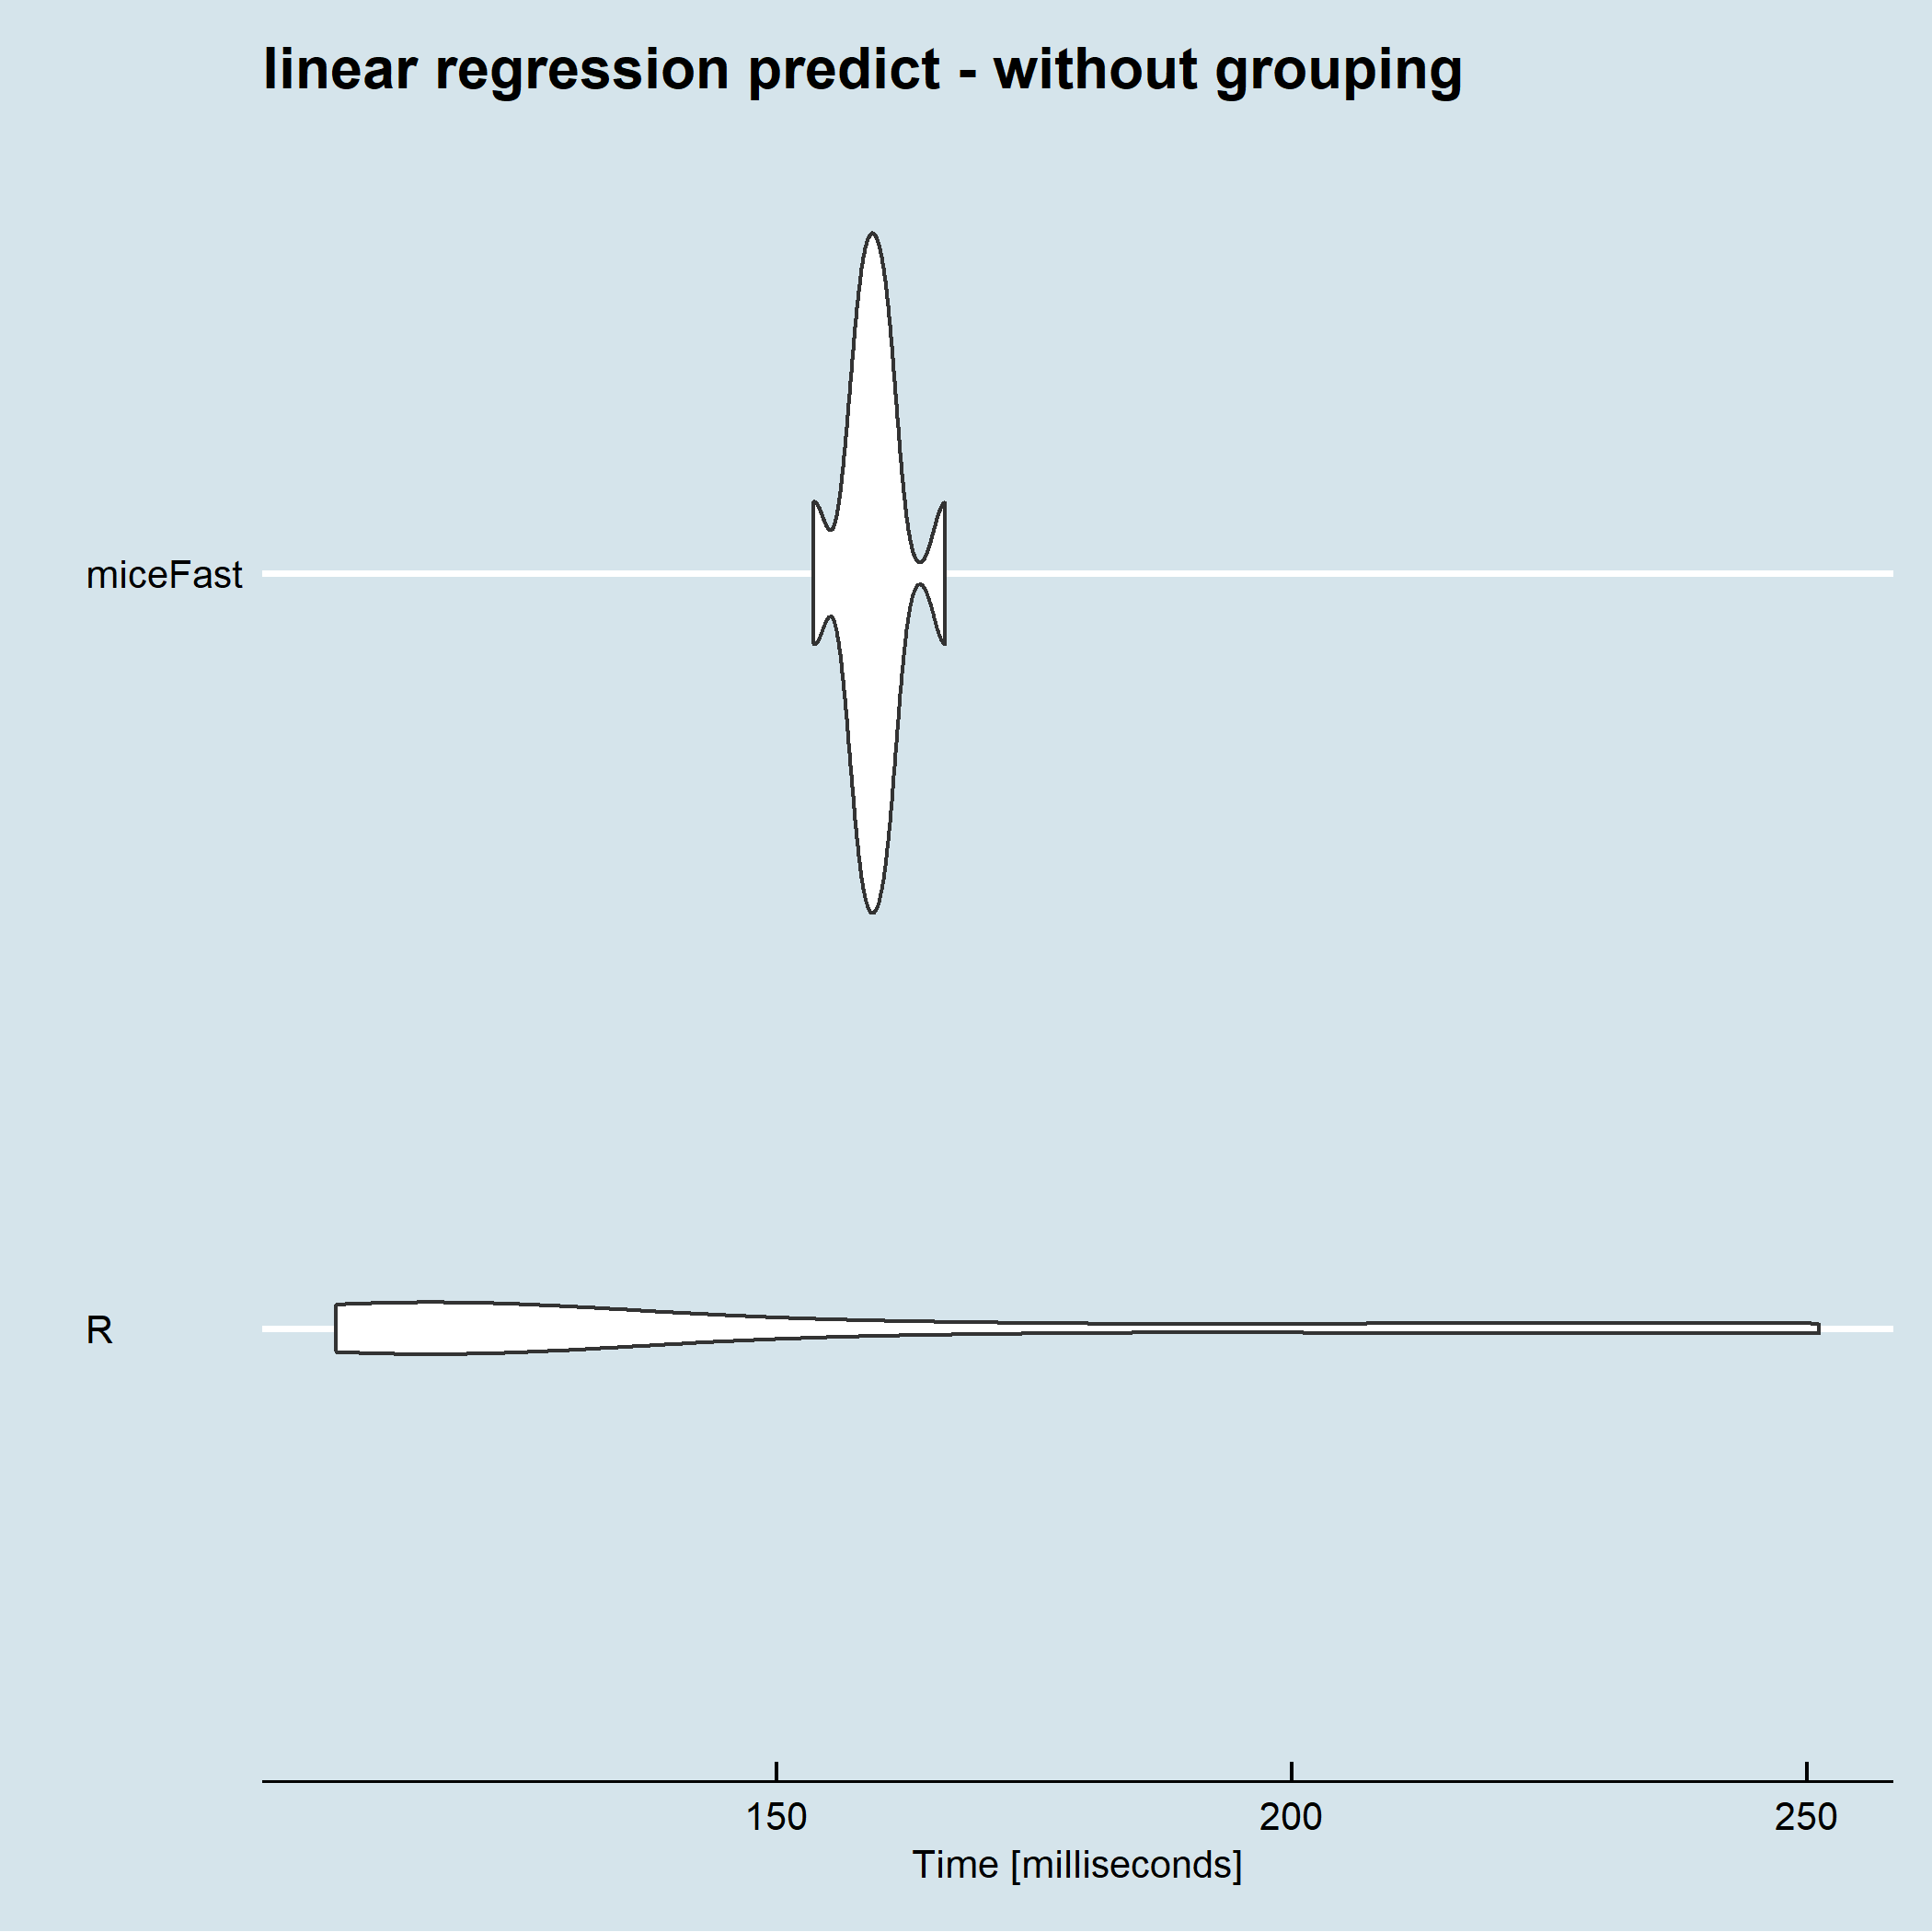 linear regression predict - without grouping
miceFast
R
150 200 250
Time [milliseconds]